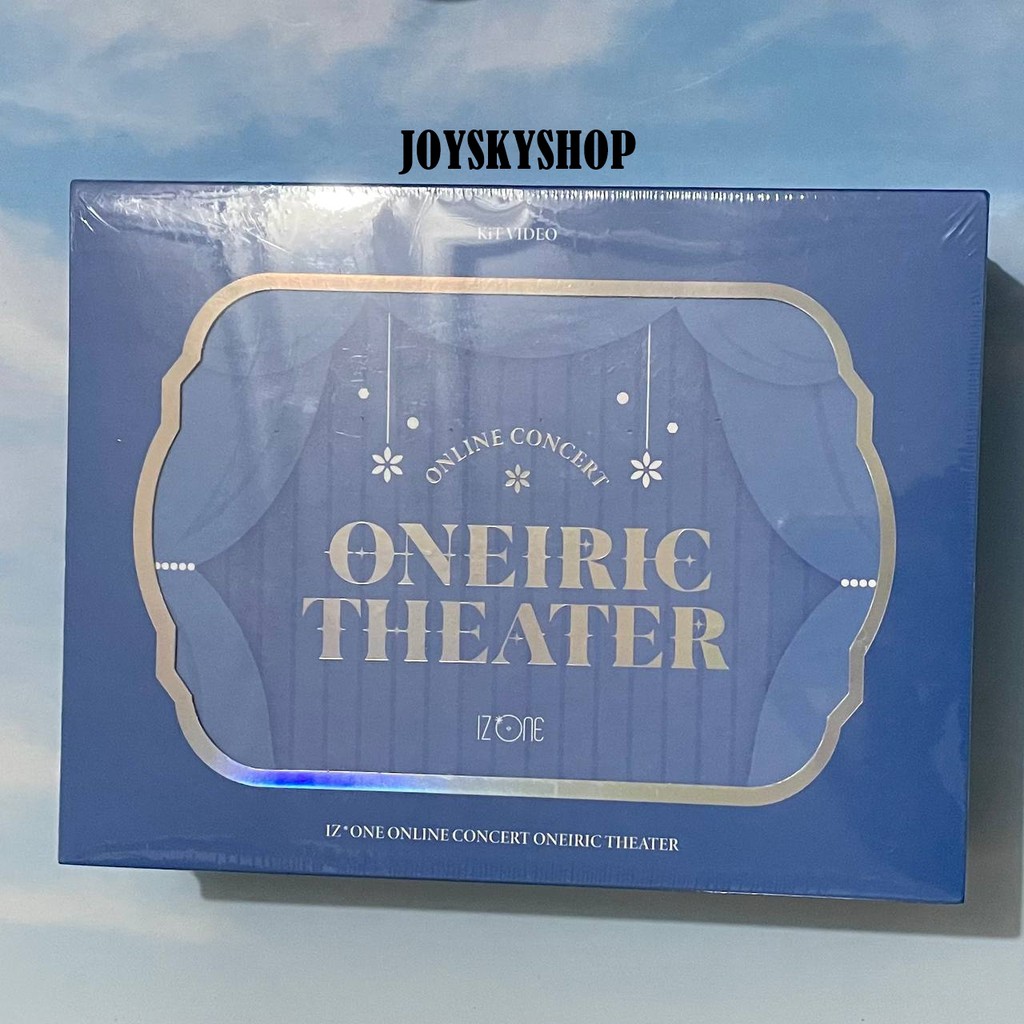 JOYSKYSHOP
KiT VIDEO
ONLINE CONCERT
ONEIRIC
THEATER
IZ*ONE
IZ*ONE ONLINE CONCERT ONEIRIC THEATER